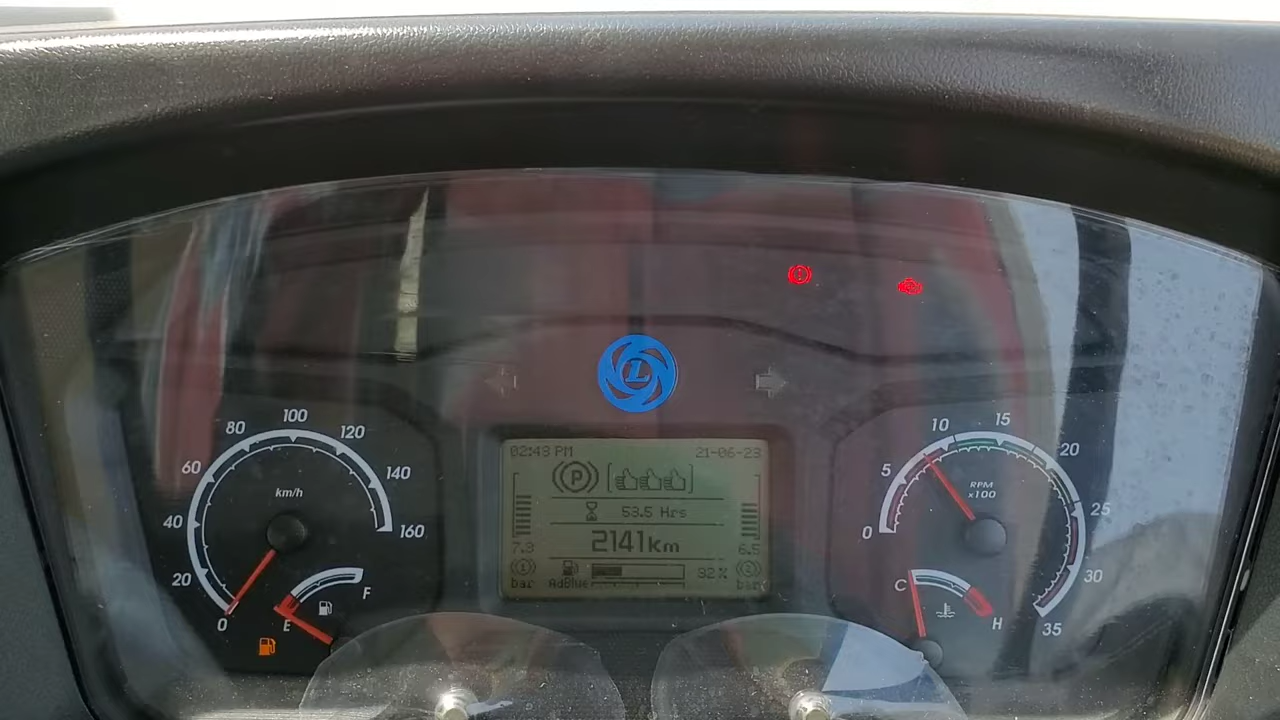 02:43 PM 21-06-23
P
53.5 Hrs
2141km
7.3 6.5
bar AdBlue 92% bar
L
km/h
0 20 40 60 80 100 120 140 160
E F
RPM
x100
0 5 10 15 20 25 30 35
C H